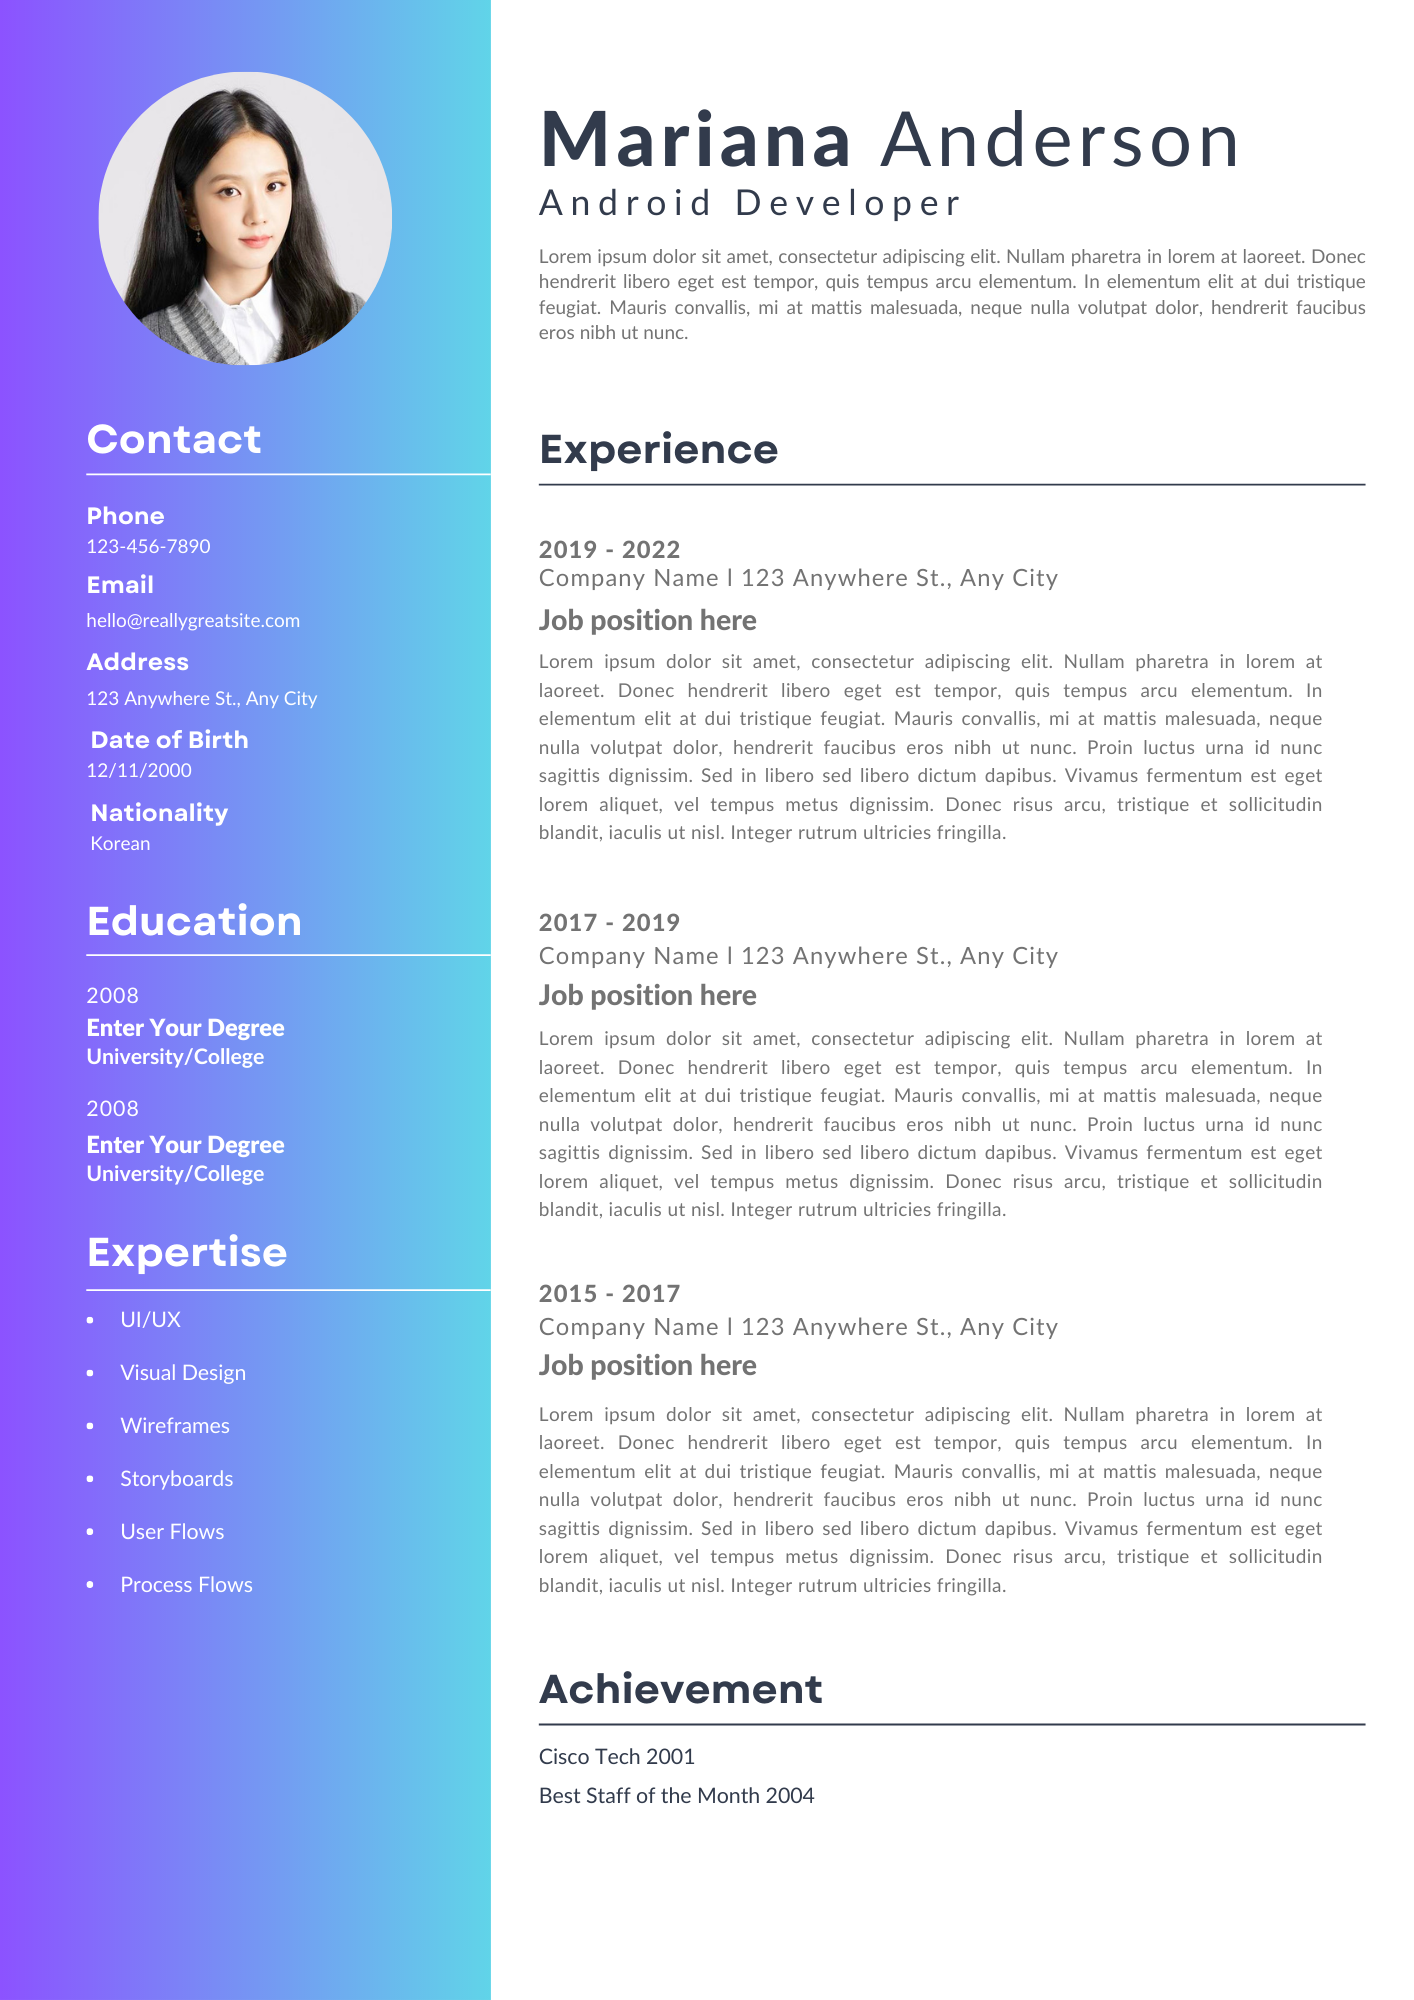 Mariana Anderson
Android Developer
Lorem ipsum dolor sit amet, consectetur adipiscing elit. Nullam pharetra in lorem at laoreet. Donec
hendrerit libero eget est tempor, quis tempus arcu elementum. In elementum elit at dui tristique
feugiat. Mauris convallis, mi at mattis malesuada, neque nulla volutpat dolor, hendrerit faucibus
eros nibh ut nunc.
Contact
Phone
123-456-7890
Email
hello@reallygreatsite.com
Address
123 Anywhere St., Any City
Date of Birth
12/11/2000
Nationality
Korean
Education
2008
Enter Your Degree
University/College
2008
Enter Your Degree
University/College
Expertise
• UI/UX
• Visual Design
• Wireframes
• Storyboards
• User Flows
• Process Flows
Experience
2019 - 2022
Company Name l 123 Anywhere St., Any City
Job position here
Lorem ipsum dolor sit amet, consectetur adipiscing elit. Nullam pharetra in lorem at
laoreet. Donec hendrerit libero eget est tempor, quis tempus arcu elementum. In
elementum elit at dui tristique feugiat. Mauris convallis, mi at mattis malesuada, neque
nulla volutpat dolor, hendrerit faucibus eros nibh ut nunc. Proin luctus urna id nunc
sagittis dignissim. Sed in libero sed libero dictum dapibus. Vivamus fermentum est eget
lorem aliquet, vel tempus metus dignissim. Donec risus arcu, tristique et sollicitudin
blandit, iaculis ut nisl. Integer rutrum ultricies fringilla.
2017 - 2019
Company Name l 123 Anywhere St., Any City
Job position here
Lorem ipsum dolor sit amet, consectetur adipiscing elit. Nullam pharetra in lorem at
laoreet. Donec hendrerit libero eget est tempor, quis tempus arcu elementum. In
elementum elit at dui tristique feugiat. Mauris convallis, mi at mattis malesuada, neque
nulla volutpat dolor, hendrerit faucibus eros nibh ut nunc. Proin luctus urna id nunc
sagittis dignissim. Sed in libero sed libero dictum dapibus. Vivamus fermentum est eget
lorem aliquet, vel tempus metus dignissim. Donec risus arcu, tristique et sollicitudin
blandit, iaculis ut nisl. Integer rutrum ultricies fringilla.
2015 - 2017
Company Name l 123 Anywhere St., Any City
Job position here
Lorem ipsum dolor sit amet, consectetur adipiscing elit. Nullam pharetra in lorem at
laoreet. Donec hendrerit libero eget est tempor, quis tempus arcu elementum. In
elementum elit at dui tristique feugiat. Mauris convallis, mi at mattis malesuada, neque
nulla volutpat dolor, hendrerit faucibus eros nibh ut nunc. Proin luctus urna id nunc
sagittis dignissim. Sed in libero sed libero dictum dapibus. Vivamus fermentum est eget
lorem aliquet, vel tempus metus dignissim. Donec risus arcu, tristique et sollicitudin
blandit, iaculis ut nisl. Integer rutrum ultricies fringilla.
Achievement
Cisco Tech 2001
Best Staff of the Month 2004